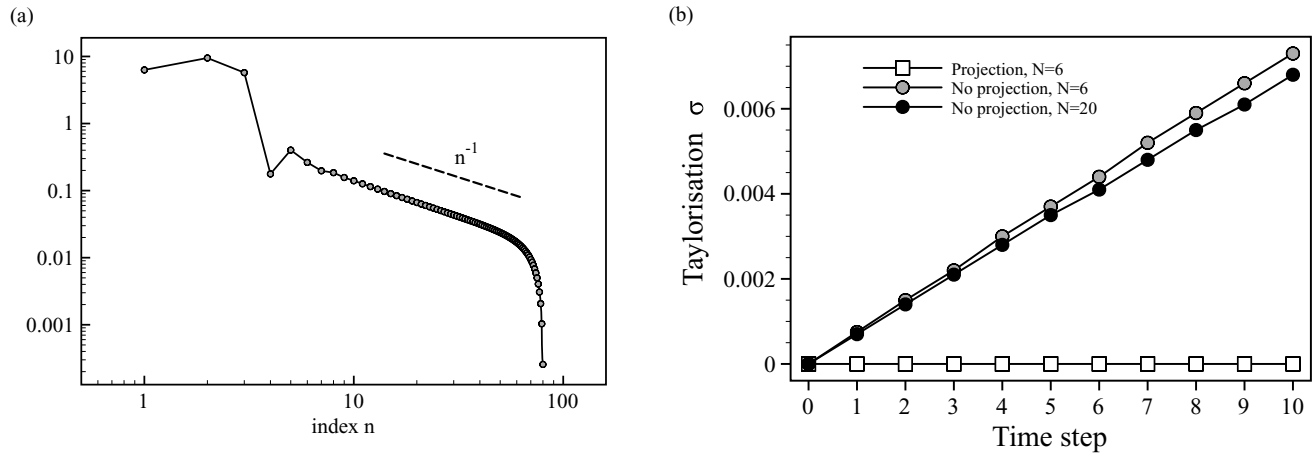 (a)
10
1
0.1
0.01
0.001
n⁻¹
1
10
100
index n
(b)
Projection, N=6
No projection, N=6
No projection, N=20
Taylorisation σ
0.006
0.004
0.002
0
0
1
2
3
4
5
6
7
8
9
10
Time step